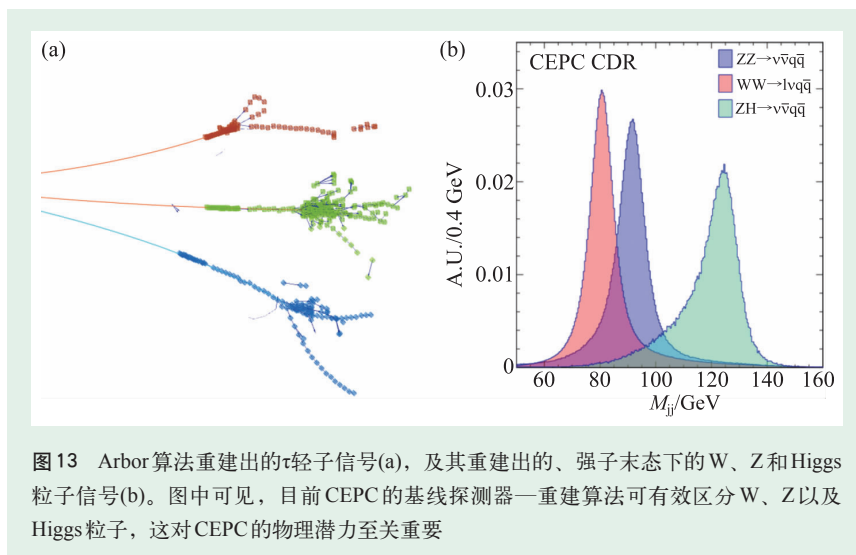 (a)
(b)
CEPC CDR
ZZ→νν̄qq̄
WW→lνqq̄
ZH→νν̄qq̄
A.U./0.4 GeV
0.03
0.02
0.01
0
60
80
100
120
140
160
Mjj/GeV
图13 Arbor算法重建出的τ轻子信号(a)，及其重建出的、强子末态下的W、Z和Higgs
粒子信号(b)。图中可见，目前CEPC的基线探测器—重建算法可有效区分W、Z以及
Higgs粒子，这对CEPC的物理潜力至关重要